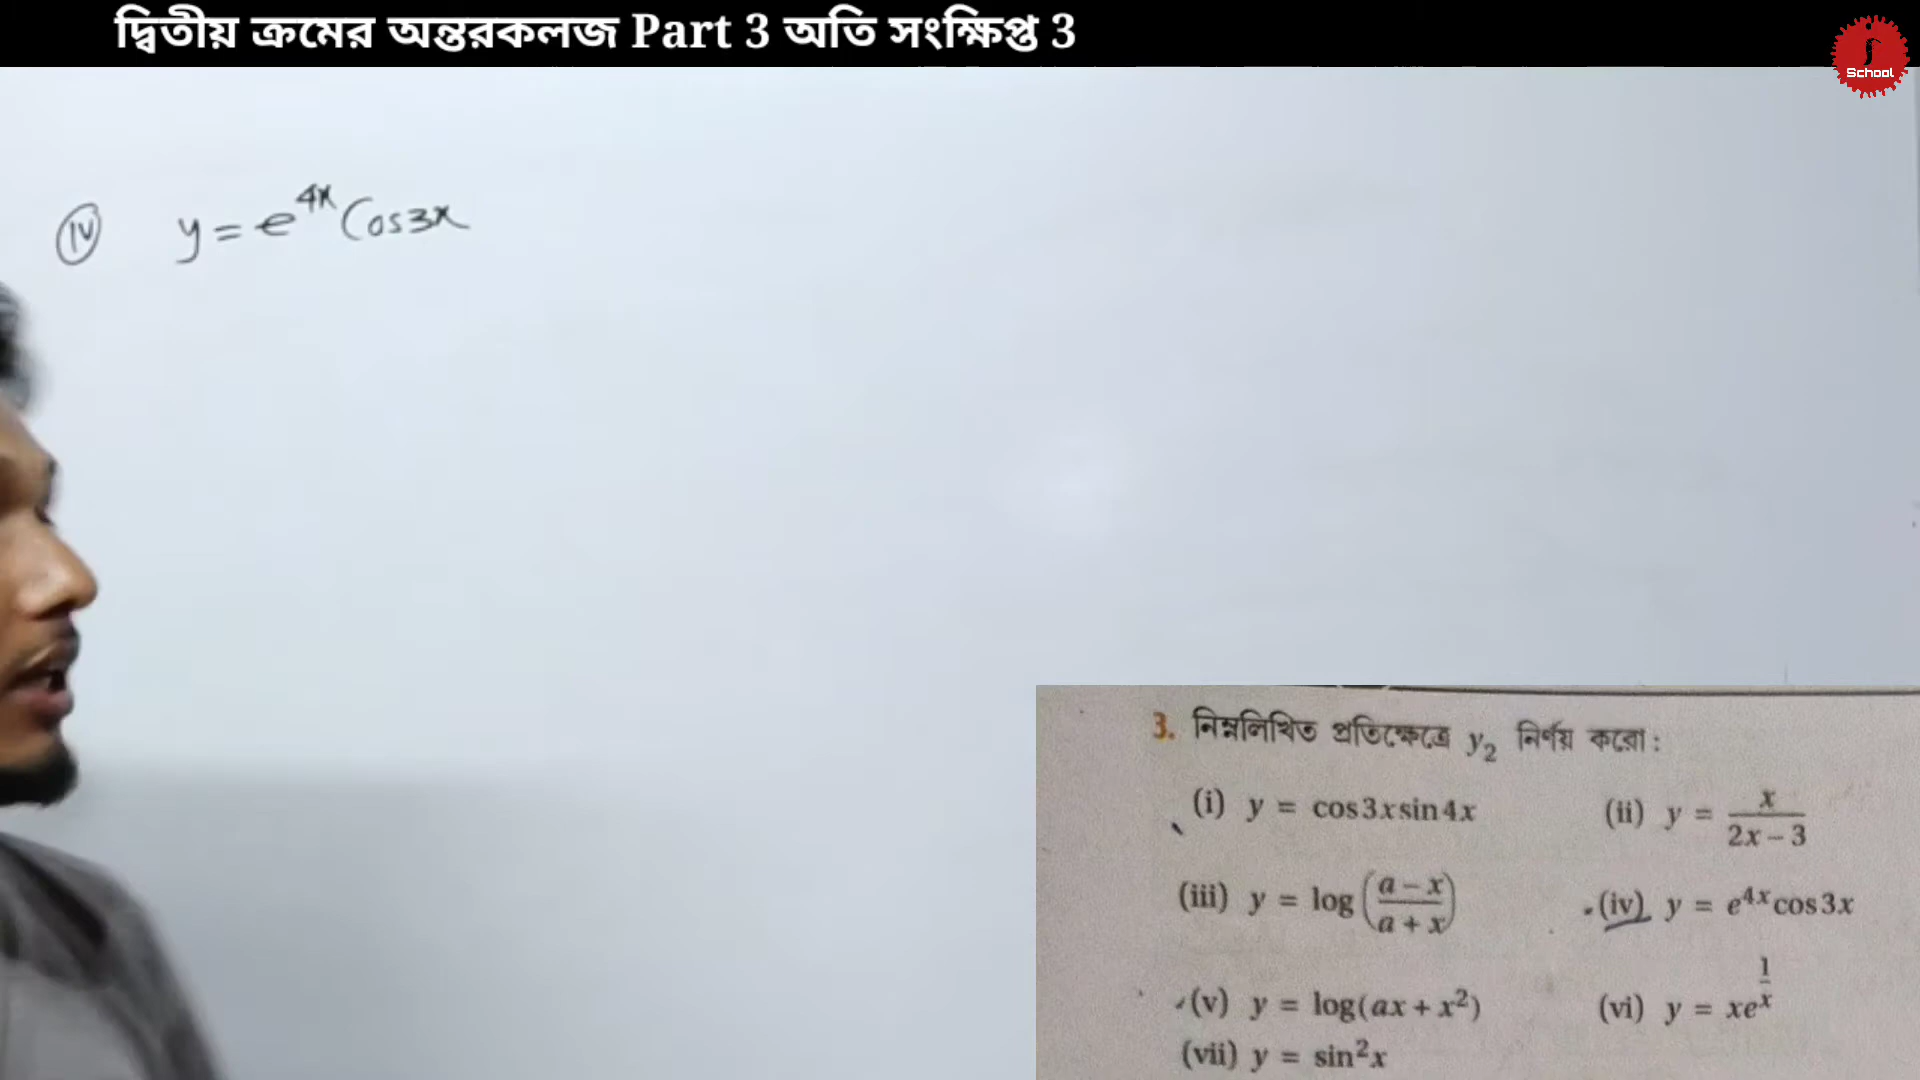 দ্বিতীয় ক্রমের অন্তরকলজ Part 3 অতি সংক্ষিপ্ত 3
School
(iv) y = e^{4x} Cos3x
3. নিম্নলিখিত প্রতিক্ষেত্রে y₂ নির্ণয় করো :
(i) y = cos3x sin4x (ii) y = x/(2x – 3)
(iii) y = log((a – x)/(a + x)) (iv) y = e^{4x}cos3x
(v) y = log(ax + x²) (vi) y = xe^{1/x}
(vii) y = sin²x